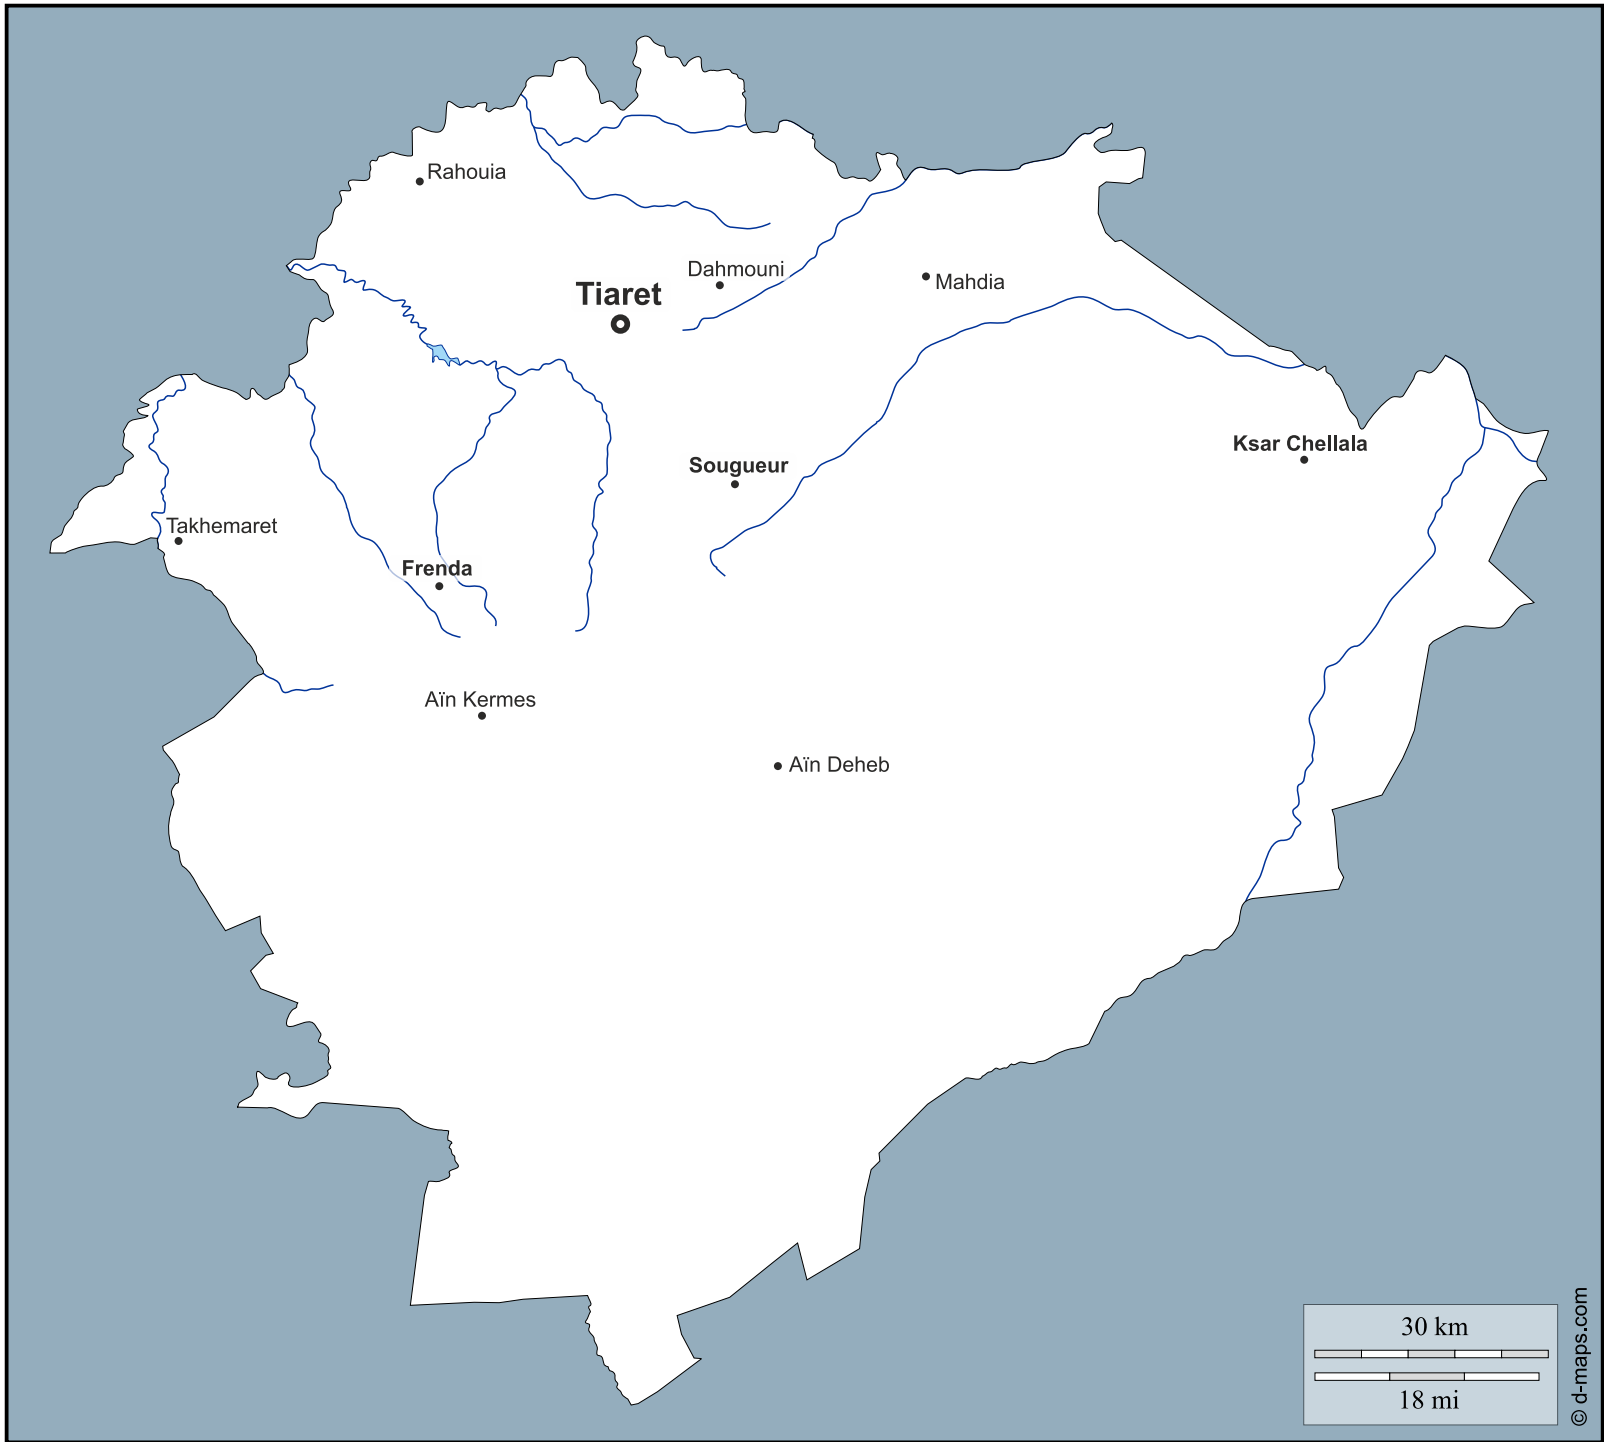 Rahouia
Dahmouni
Mahdia
Tiaret
Ksar Chellala
Sougueur
Takhemaret
Frenda
Aïn Kermes
Aïn Deheb
30 km
18 mi
© d-maps.com